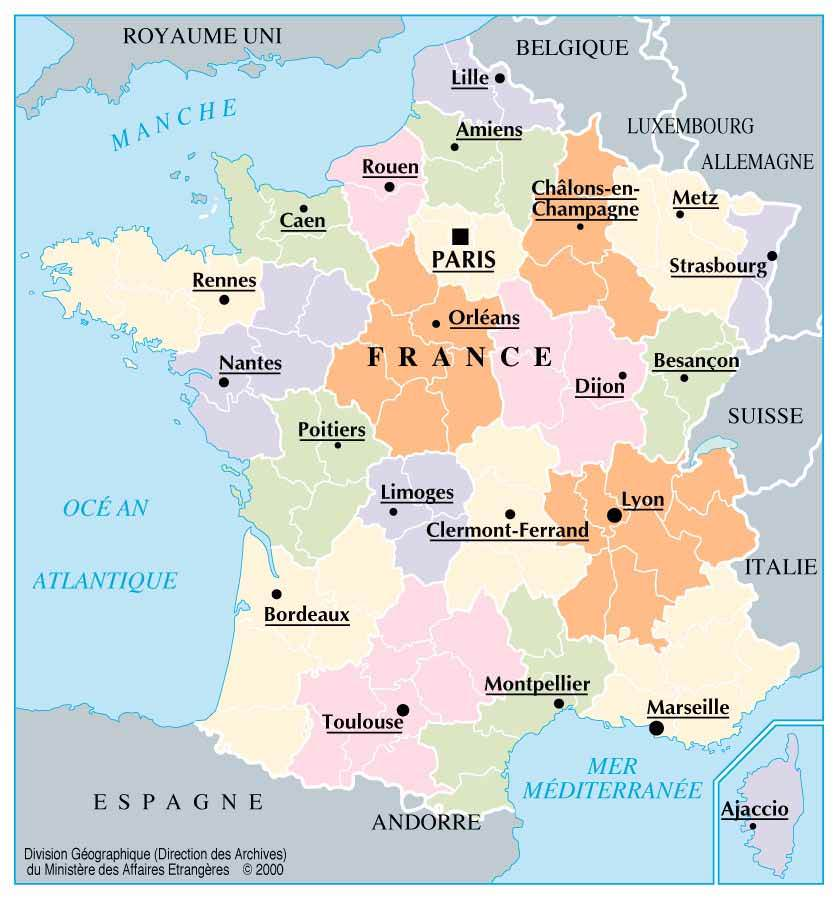 ROYAUME UNI
BELGIQUE
Lille
MANCHE
Amiens
LUXEMBOURG
ALLEMAGNE
Rouen
Châlons-en-
Champagne
Metz
Caen
PARIS
Strasbourg
Rennes
Orléans
FRANCE
Nantes
Besançon
Dijon
SUISSE
Poitiers
Limoges
Lyon
OCÉAN
ATLANTIQUE
Clermont-Ferrand
ITALIE
Bordeaux
Montpellier
Marseille
Toulouse
MER
MÉDITERRANÉE
ESPAGNE
ANDORRE
Ajaccio
Division Géographique (Direction des Archives)
du Ministère des Affaires Etrangères © 2000